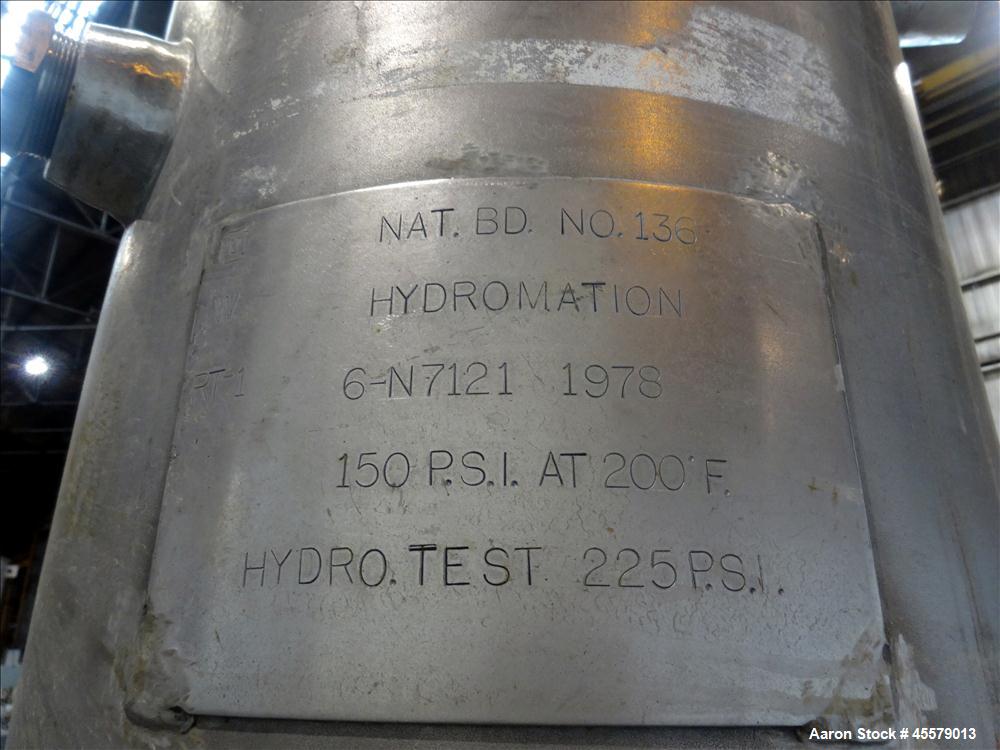 NAT. BD. NO. 136
HYDROMATION
RT-1 6-N7121 1978
150 P.S.I. AT 200°F.
HYDRO. TEST 225 P.S.I.
Aaron Stock # 45579013